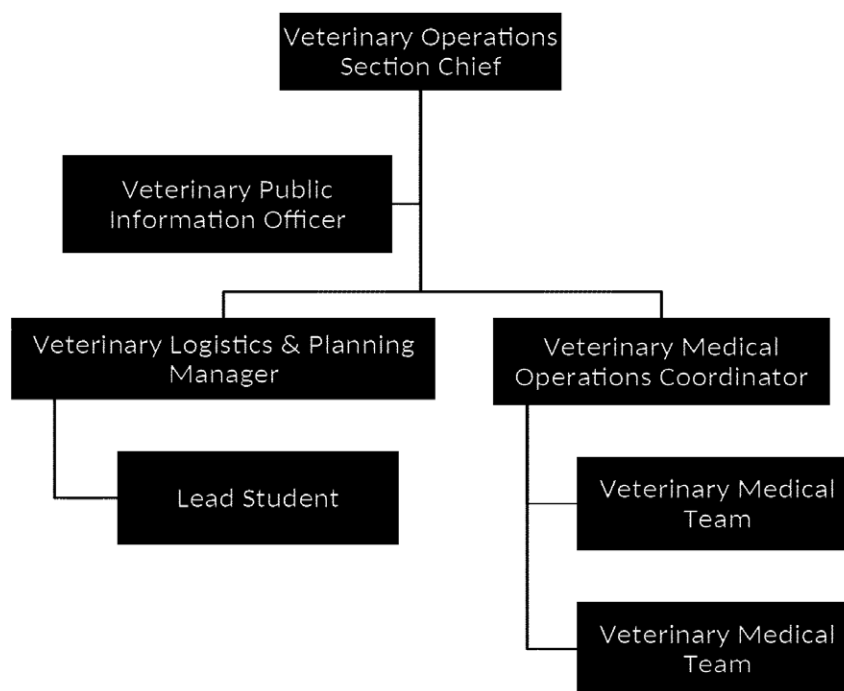 Veterinary Operations
Section Chief
Veterinary Public
Information Officer
Veterinary Logistics & Planning
Manager
Veterinary Medical
Operations Coordinator
Lead Student
Veterinary Medical
Team
Veterinary Medical
Team